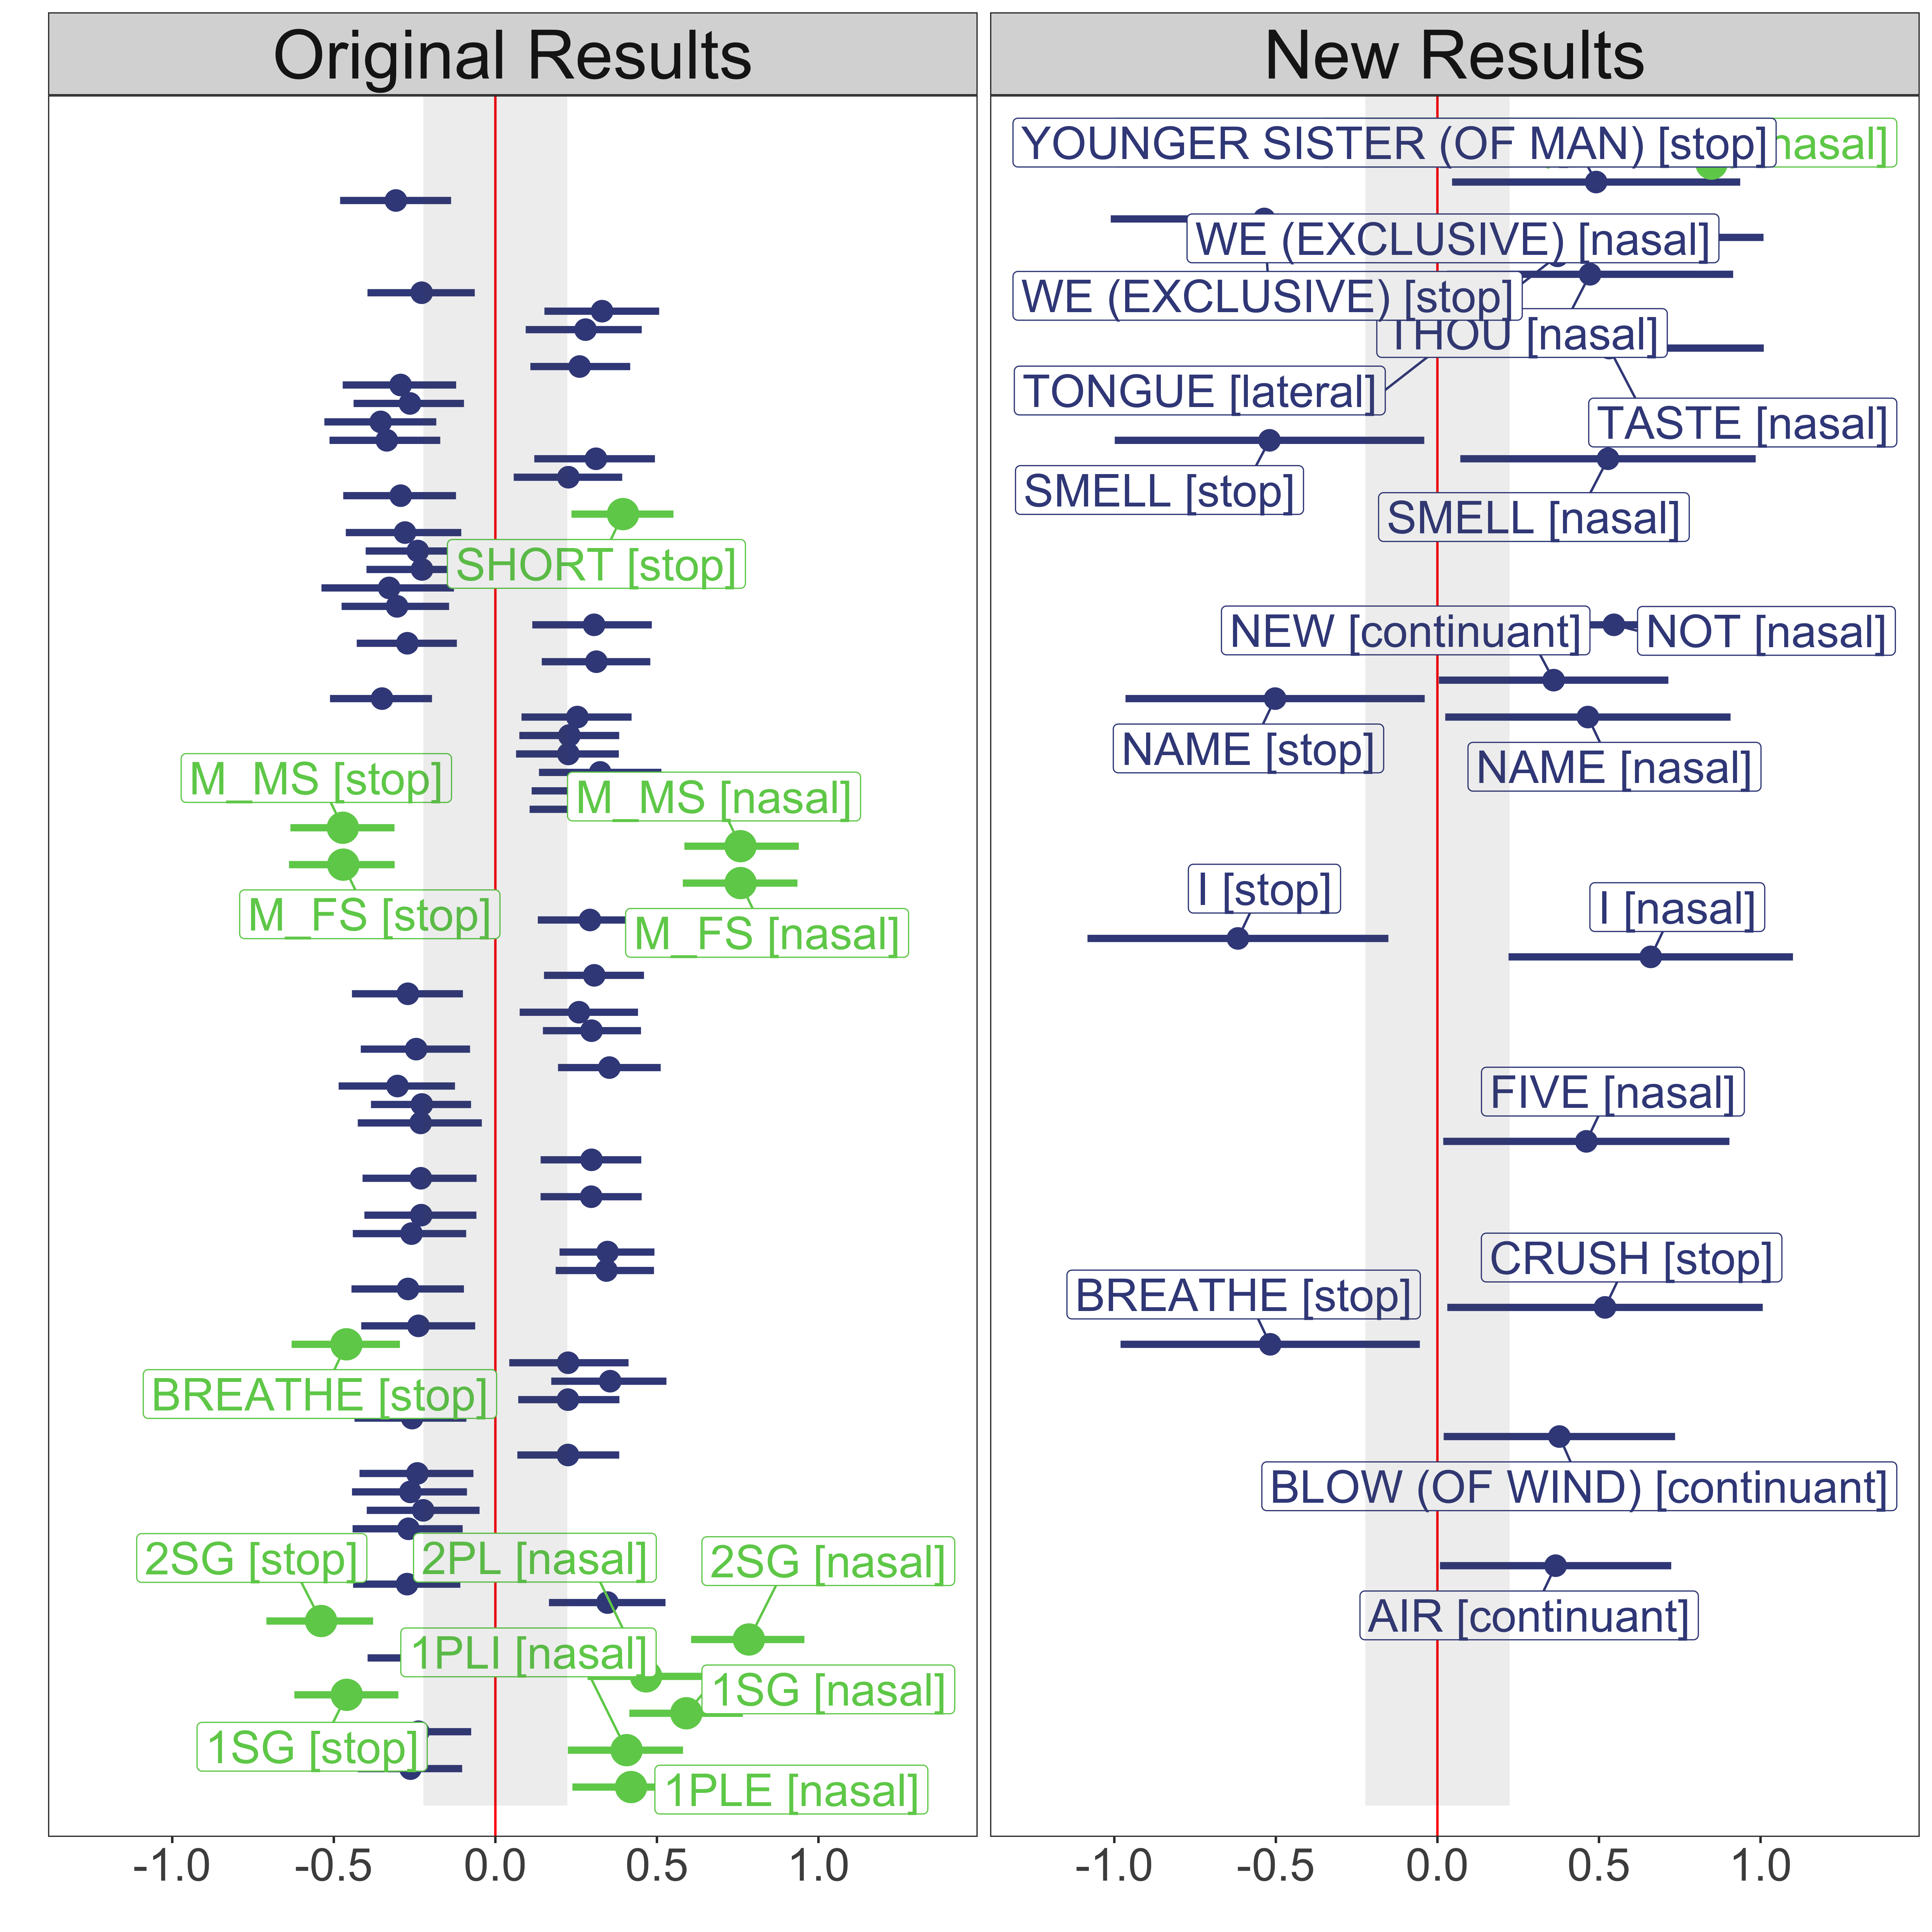 Original Results
SHORT [stop]
M_MS [stop]
M_MS [nasal]
M_FS [stop]
M_FS [nasal]
BREATHE [stop]
2SG [stop]
2PL [nasal]
2SG [nasal]
1PLI [nasal]
1SG [nasal]
1SG [stop]
1PLE [nasal]
-1.0 -0.5 0.0 0.5 1.0
New Results
YOUNGER SISTER (OF MAN) [stop] nasal]
WE (EXCLUSIVE) [nasal]
WE (EXCLUSIVE) [stop]
THOU [nasal]
TONGUE [lateral]
TASTE [nasal]
SMELL [stop]
SMELL [nasal]
NEW [continuant]
NOT [nasal]
NAME [stop]
NAME [nasal]
I [stop]
I [nasal]
FIVE [nasal]
CRUSH [stop]
BREATHE [stop]
BLOW (OF WIND) [continuant]
AIR [continuant]
-1.0 -0.5 0.0 0.5 1.0